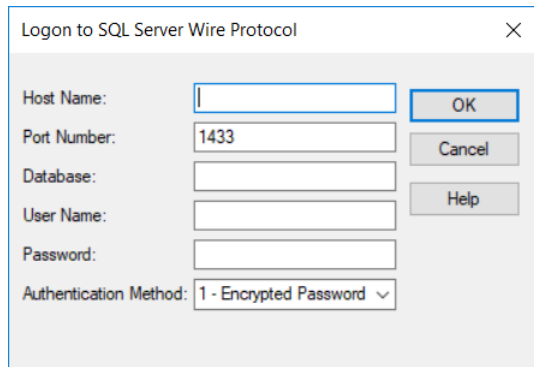 Logon to SQL Server Wire Protocol
Host Name:
OK
Port Number: 1433
Cancel
Database:
Help
User Name:
Password:
Authentication Method: 1 - Encrypted Password